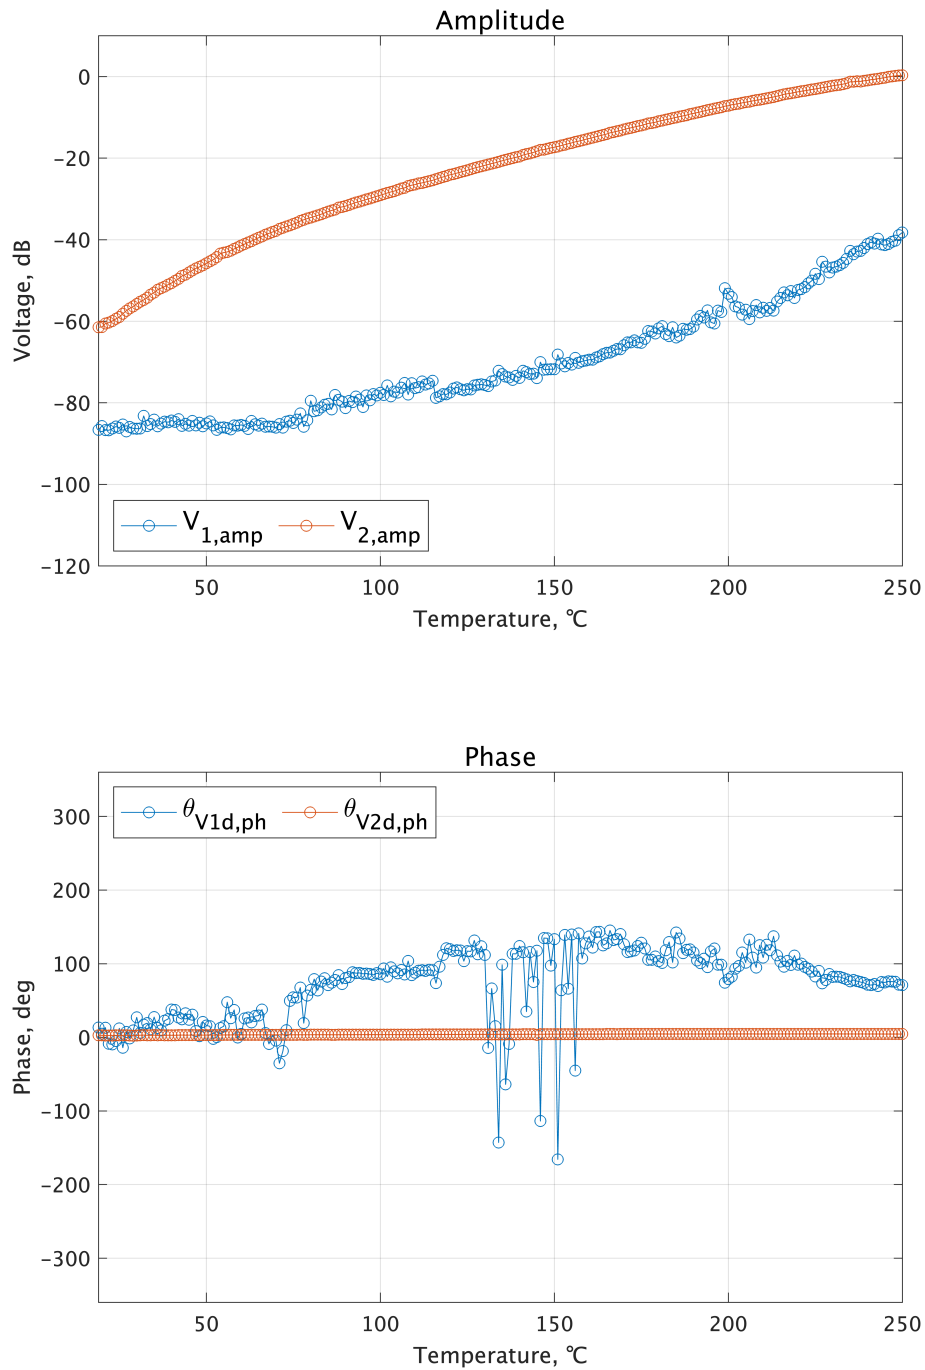 Amplitude
0
-20
-40
-60
-80
-100
-120
Voltage, dB
V1,amp V2,amp
50 100 150 200 250
Temperature, ℃
Phase
300
200
100
0
-100
-200
-300
Phase, deg
θV1d,ph θV2d,ph
50 100 150 200 250
Temperature, ℃